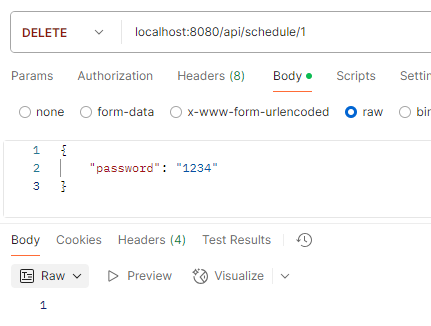 DELETE localhost:8080/api/schedule/1
Params Authorization Headers (8) Body Scripts Settin
none form-data x-www-form-urlencoded raw bin
1 {
2 "password": "1234"
3 }
Body Cookies Headers (4) Test Results
Raw Preview Visualize
1